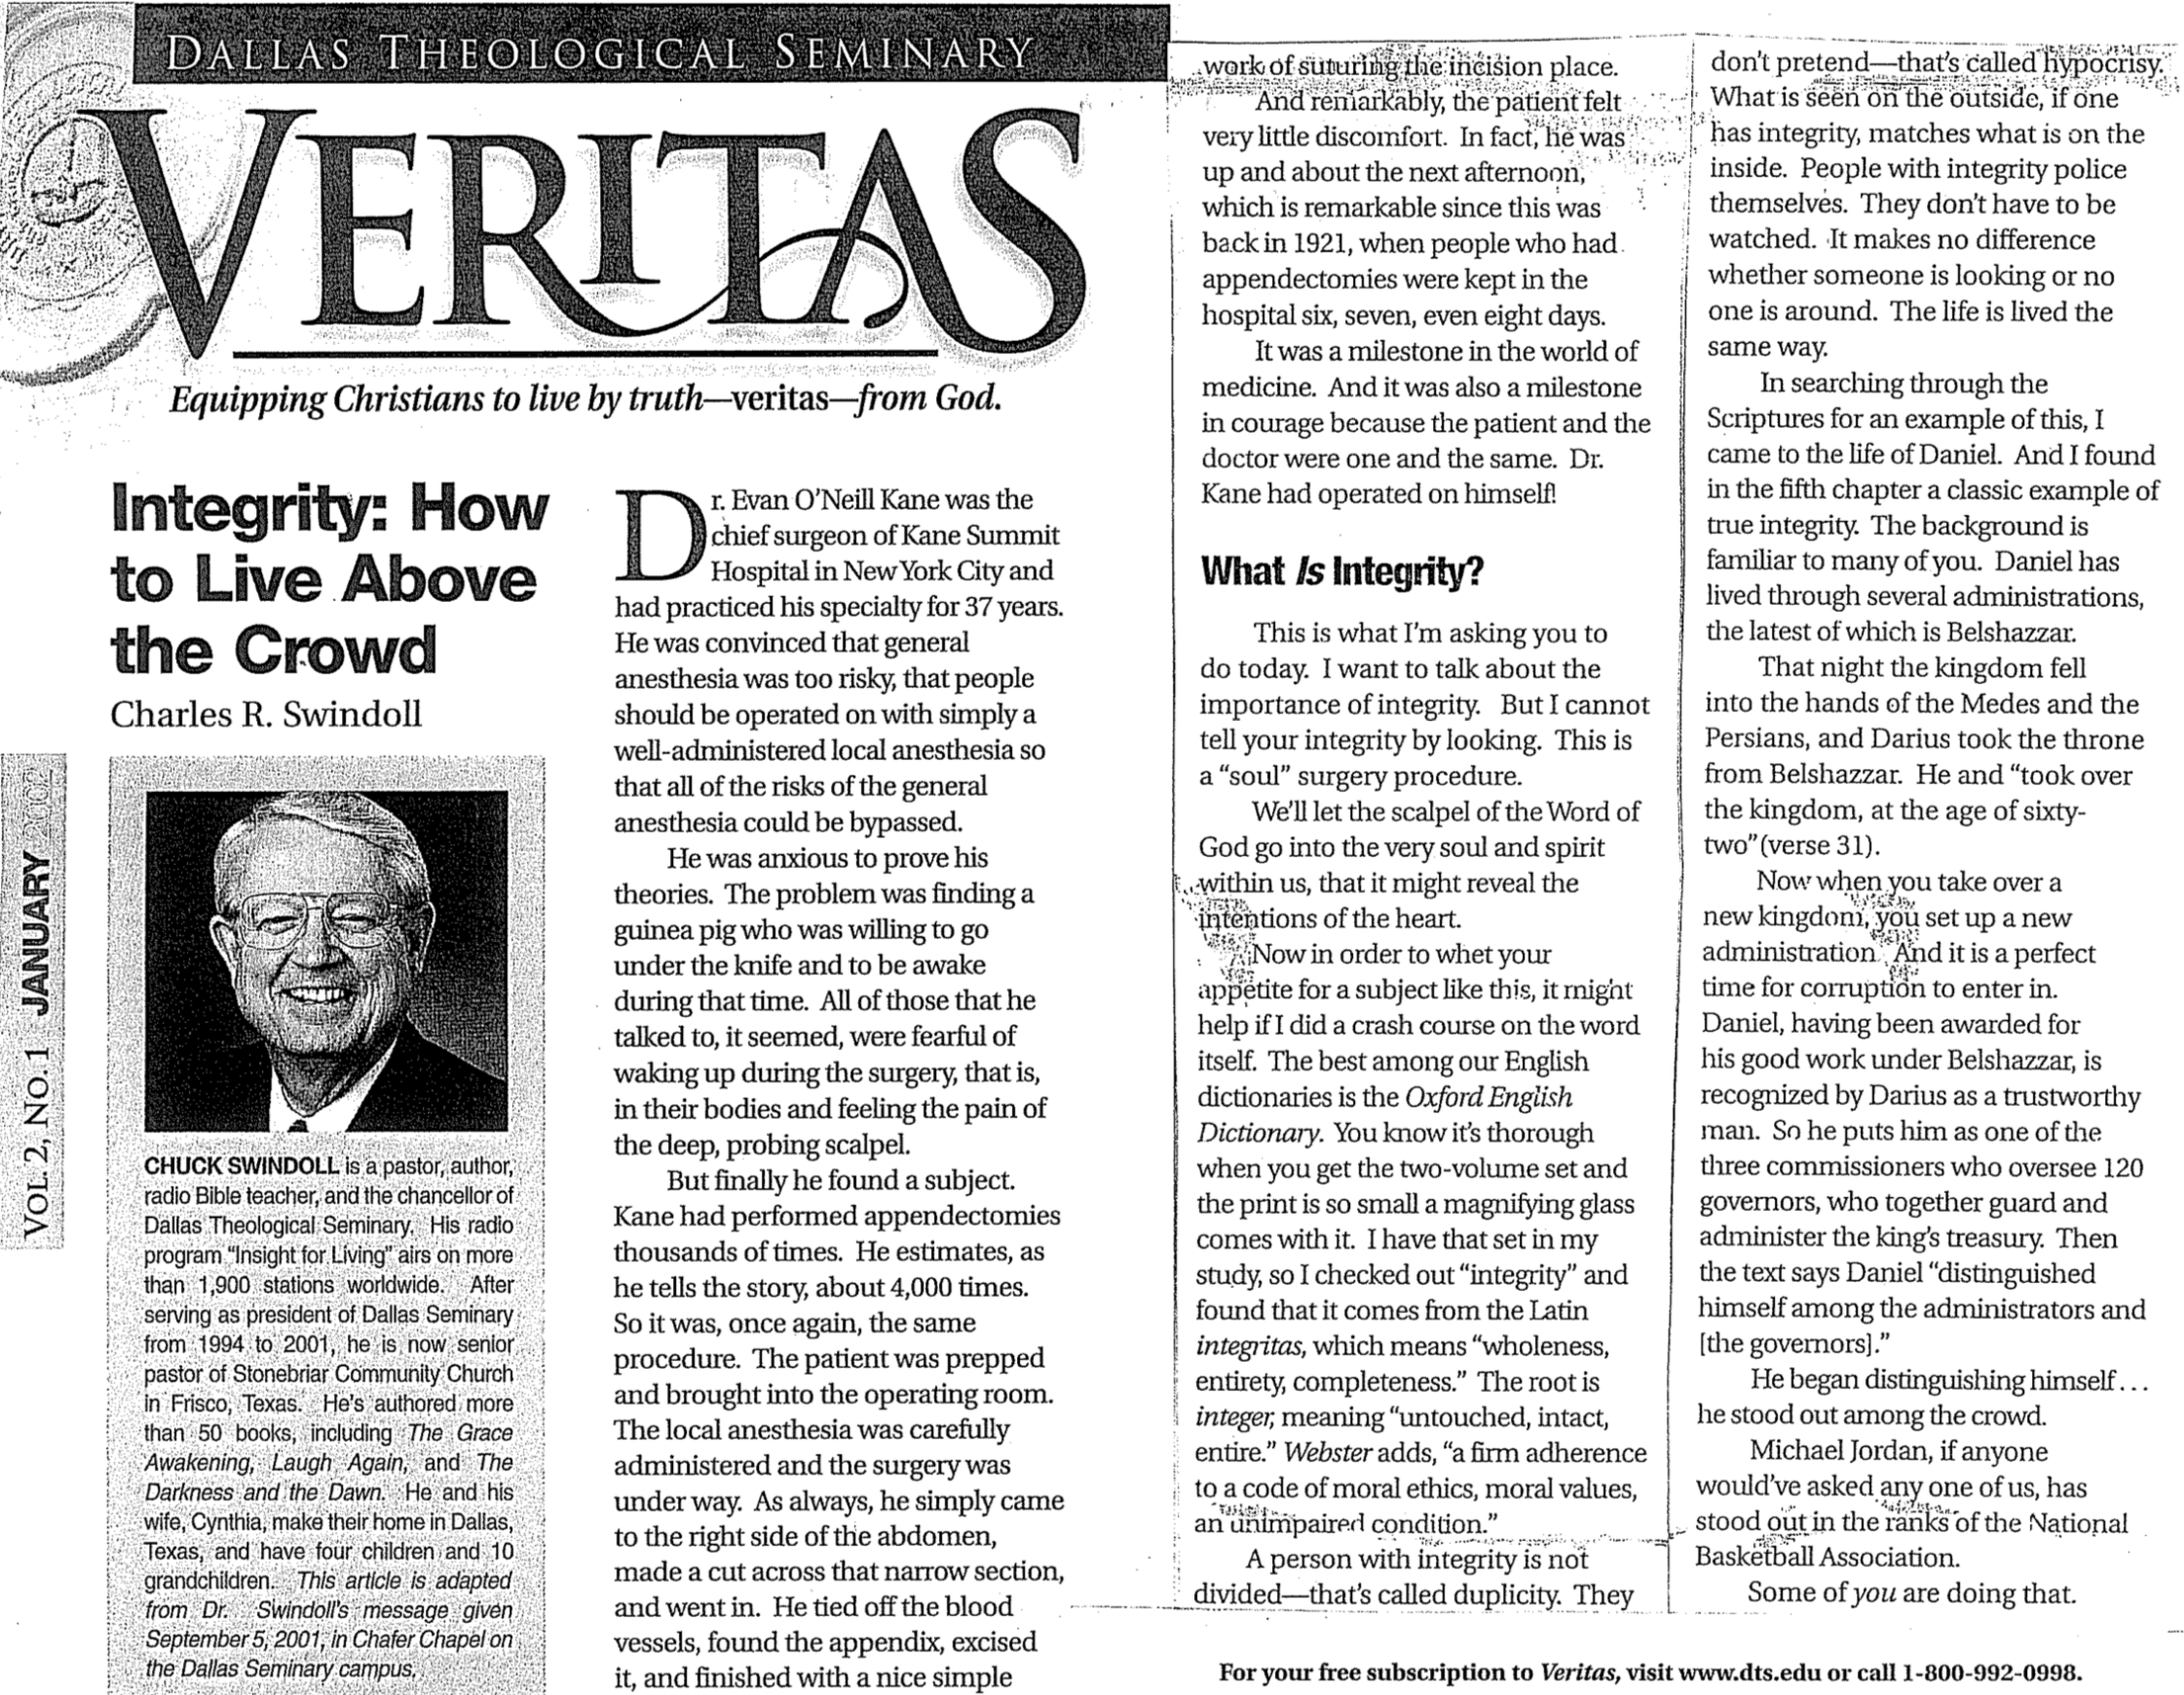 DALLAS THEOLOGICAL SEMINARY
VERITAS
Equipping Christians to live by truth—veritas—from God.
Integrity: How
to Live Above
the Crowd
Charles R. Swindoll
VOL. 2, NO. 1 JANUARY 2002
CHUCK SWINDOLL is a pastor, author,
radio Bible teacher, and the chancellor of
Dallas Theological Seminary. His radio
program "Insight for Living" airs on more
than 1,900 stations worldwide. After
serving as president of Dallas Seminary
from 1994 to 2001, he is now senior
pastor of Stonebriar Community Church
in Frisco, Texas. He's authored more
than 50 books, including The Grace
Awakening, Laugh Again, and The
Darkness and the Dawn. He and his
wife, Cynthia, make their home in Dallas,
Texas, and have four children and 10
grandchildren. This article is adapted
from Dr. Swindoll's message given
September 5, 2001, in Chafer Chapel on
the Dallas Seminary campus.
Dr. Evan O'Neill Kane was the
chief surgeon of Kane Summit
Hospital in New York City and
had practiced his specialty for 37 years.
He was convinced that general
anesthesia was too risky, that people
should be operated on with simply a
well-administered local anesthesia so
that all of the risks of the general
anesthesia could be bypassed.
He was anxious to prove his
theories. The problem was finding a
guinea pig who was willing to go
under the knife and to be awake
during that time. All of those that he
talked to, it seemed, were fearful of
waking up during the surgery, that is,
in their bodies and feeling the pain of
the deep, probing scalpel.
But finally he found a subject.
Kane had performed appendectomies
thousands of times. He estimates, as
he tells the story, about 4,000 times.
So it was, once again, the same
procedure. The patient was prepped
and brought into the operating room.
The local anesthesia was carefully
administered and the surgery was
under way. As always, he simply came
to the right side of the abdomen,
made a cut across that narrow section,
and went in. He tied off the blood
vessels, found the appendix, excised
it, and finished with a nice simple
work of suturing the incision place.
And remarkably, the patient felt
very little discomfort. In fact, he was
up and about the next afternoon,
which is remarkable since this was
back in 1921, when people who had
appendectomies were kept in the
hospital six, seven, even eight days.
It was a milestone in the world of
medicine. And it was also a milestone
in courage because the patient and the
doctor were one and the same. Dr.
Kane had operated on himself!
What Is Integrity?
This is what I'm asking you to
do today. I want to talk about the
importance of integrity. But I cannot
tell your integrity by looking. This is
a "soul" surgery procedure.
We'll let the scalpel of the Word of
God go into the very soul and spirit
within us, that it might reveal the
intentions of the heart.
Now in order to whet your
appetite for a subject like this, it might
help if I did a crash course on the word
itself. The best among our English
dictionaries is the Oxford English
Dictionary. You know it's thorough
when you get the two-volume set and
the print is so small a magnifying glass
comes with it. I have that set in my
study, so I checked out "integrity" and
found that it comes from the Latin
integritas, which means "wholeness,
entirety, completeness." The root is
integer, meaning "untouched, intact,
entire." Webster adds, "a firm adherence
to a code of moral ethics, moral values,
an unimpaired condition."
A person with integrity is not
divided—that's called duplicity. They
don't pretend—that's called hypocrisy.
What is seen on the outside, if one
has integrity, matches what is on the
inside. People with integrity police
themselves. They don't have to be
watched. It makes no difference
whether someone is looking or no
one is around. The life is lived the
same way.
In searching through the
Scriptures for an example of this, I
came to the life of Daniel. And I found
in the fifth chapter a classic example of
true integrity. The background is
familiar to many of you. Daniel has
lived through several administrations,
the latest of which is Belshazzar.
That night the kingdom fell
into the hands of the Medes and the
Persians, and Darius took the throne
from Belshazzar. He and "took over
the kingdom, at the age of sixty-
two"(verse 31).
Now when you take over a
new kingdom, you set up a new
administration. And it is a perfect
time for corruption to enter in.
Daniel, having been awarded for
his good work under Belshazzar, is
recognized by Darius as a trustworthy
man. So he puts him as one of the
three commissioners who oversee 120
governors, who together guard and
administer the king's treasury. Then
the text says Daniel "distinguished
himself among the administrators and
[the governors]."
He began distinguishing himself...
he stood out among the crowd.
Michael Jordan, if anyone
would've asked any one of us, has
stood out in the ranks of the National
Basketball Association.
Some of you are doing that.
For your free subscription to Veritas, visit www.dts.edu or call 1-800-992-0998.